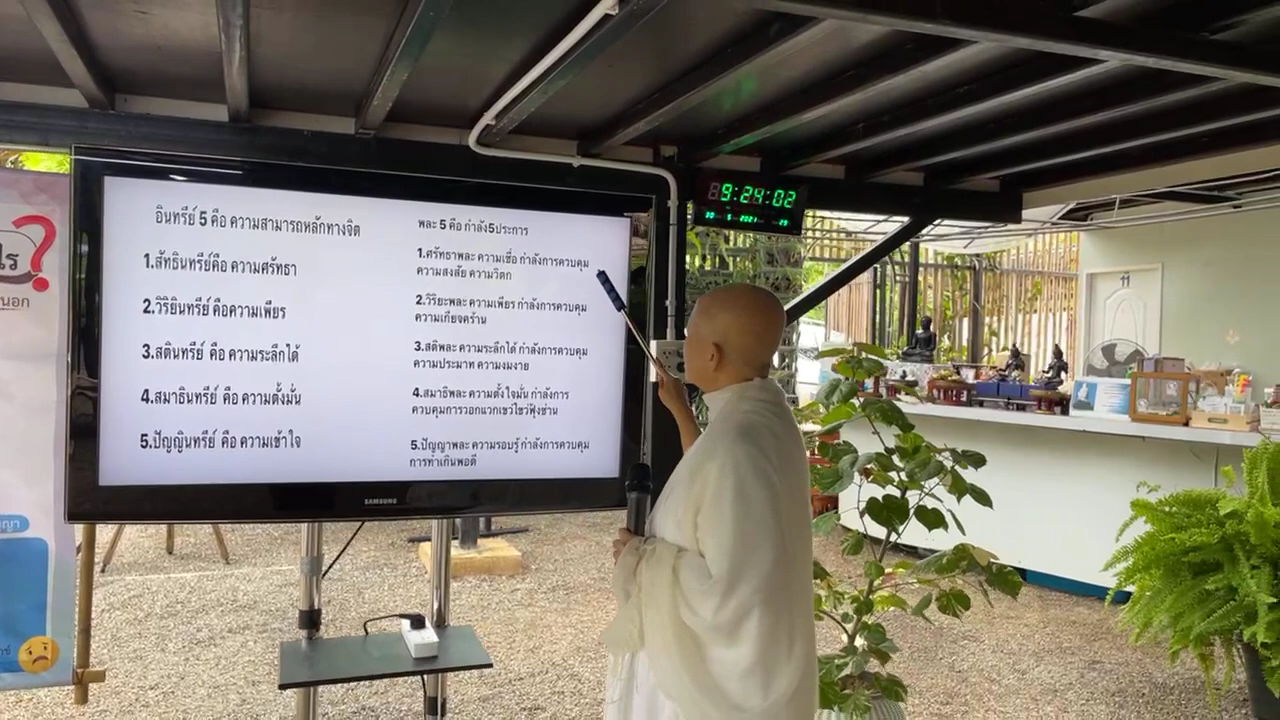 ไร?
นอก
อินทรีย์ 5 คือ ความสามารถหลักทางจิต
1.สัทธินทรีย์คือ ความศรัทธา
2.วิริยินทรีย์ คือความเพียร
3.สตินทรีย์ คือ ความระลึกได้
4.สมาธินทรีย์ คือ ความตั้งมั่น
5.ปัญญินทรีย์ คือ ความเข้าใจ
พละ 5 คือ กำลัง5ประการ
1.ศรัทธาพละ ความเชื่อ กำลังการควบคุม
ความสงสัย ความวิตก
2.วิริยะพละ ความเพียร กำลังการควบคุม
ความเกียจคร้าน
3.สติพละ ความระลึกได้ กำลังการควบคุม
ความประมาท ความงมงาย
4.สมาธิพละ ความตั้งใจมั่น กำลังการ
ควบคุมการวอกแวกเขวไขว่ฟุ้งซ่าน
5.ปัญาพละ ความรอบรู้ กำลังการควบคุม
การทำเกินพอดี
SAMSUNG
9:24:02
30 5 2021
11